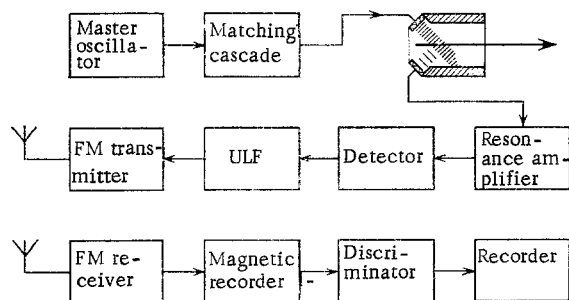 Master
oscilla-
tor
Matching
cascade
FM trans-
mitter
ULF
Detector
Reson-
ance am-
plifier
FM re-
ceiver
Magnetic
recorder
Discri-
minator
Recorder